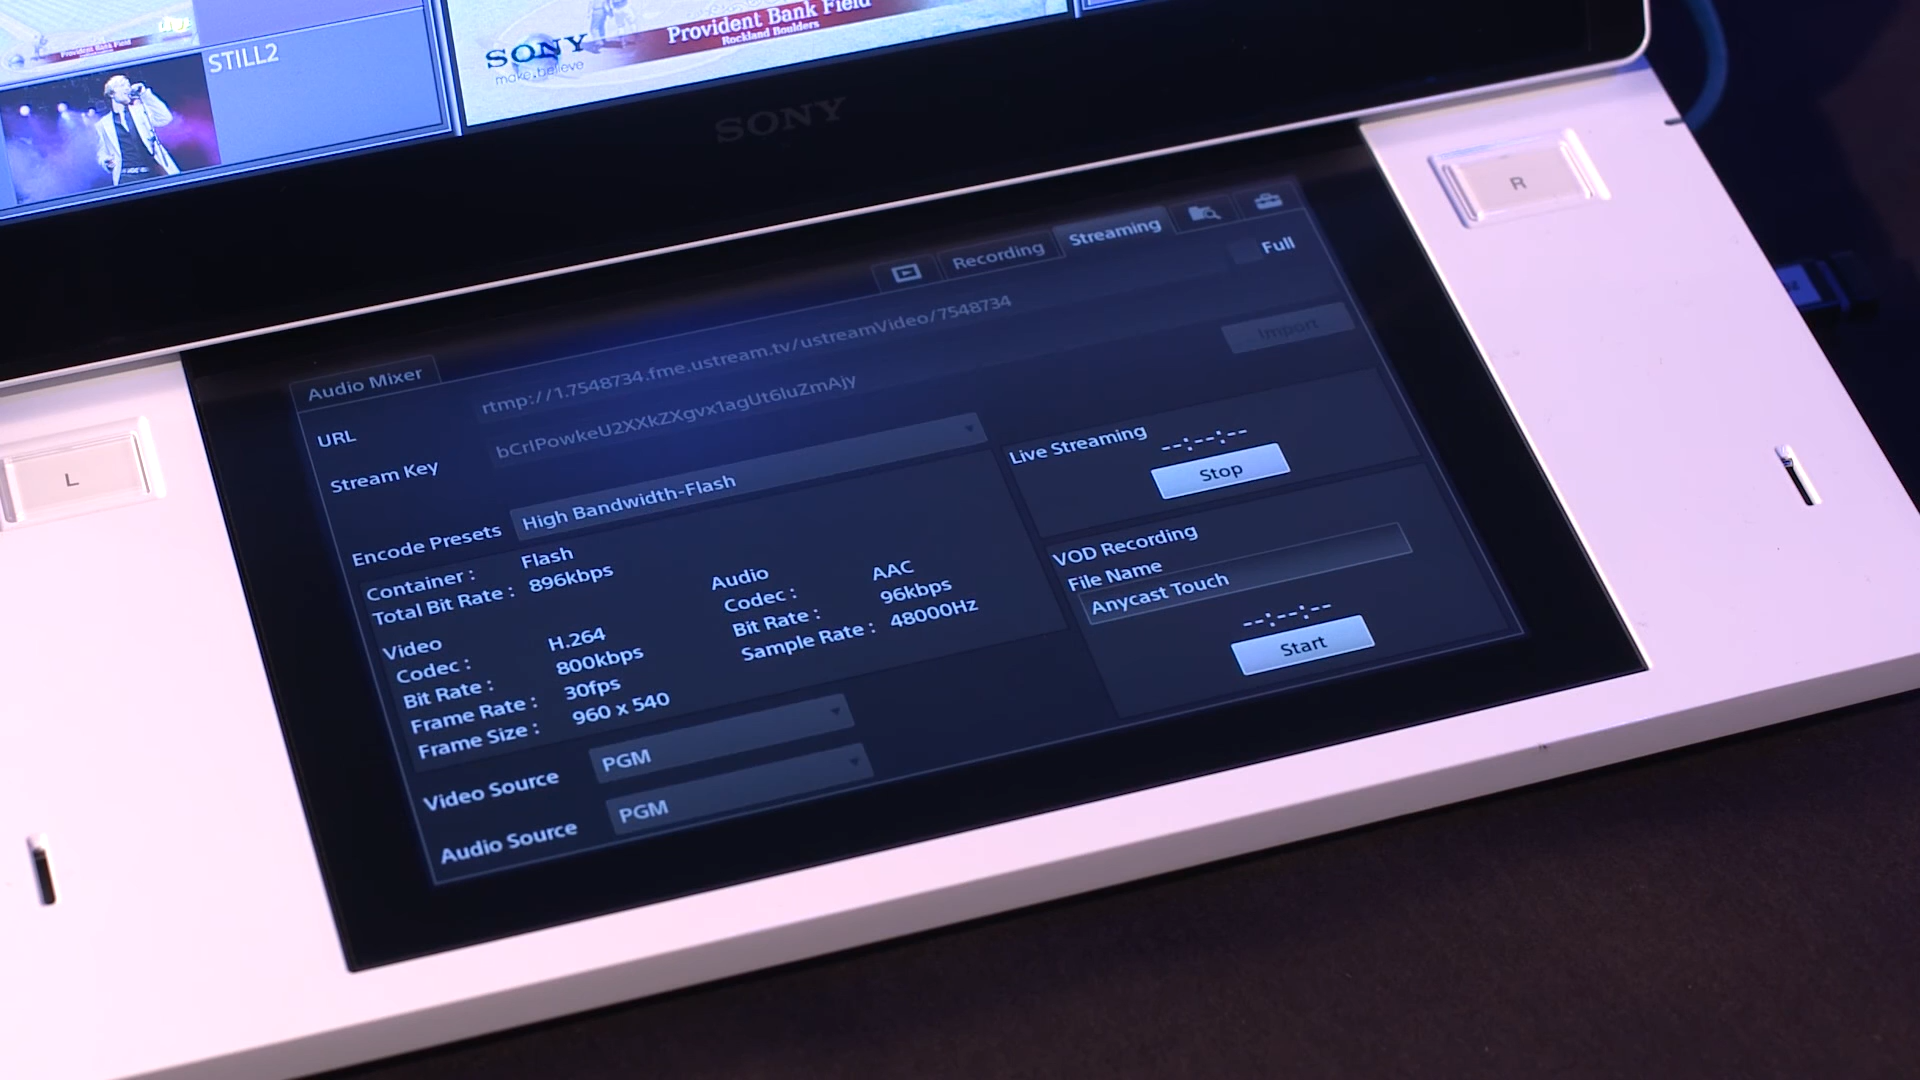 Provident Bank Field
STILL2
SONY
make.believe
Provident Bank Field
Rockland Boulders
SONY
R
L
Recording
Streaming
Full
Audio Mixer
URL
rtmp://1.7548734.fme.ustream.tv/ustreamVideo/7548734
Import
Stream Key
Encode Presets
High Bandwidth-Flash
Container : Flash
Total Bit Rate : 896kbps
Video
Codec : H.264
Bit Rate : 800kbps
Frame Rate : 30fps
Frame Size : 960 x 540
Audio
Codec : AAC
Bit Rate : 96kbps
Sample Rate : 48000Hz
Video Source PGM
Audio Source PGM
Live Streaming
--:--:--
Stop
VOD Recording
File Name
Anycast Touch
--:--:--
Start